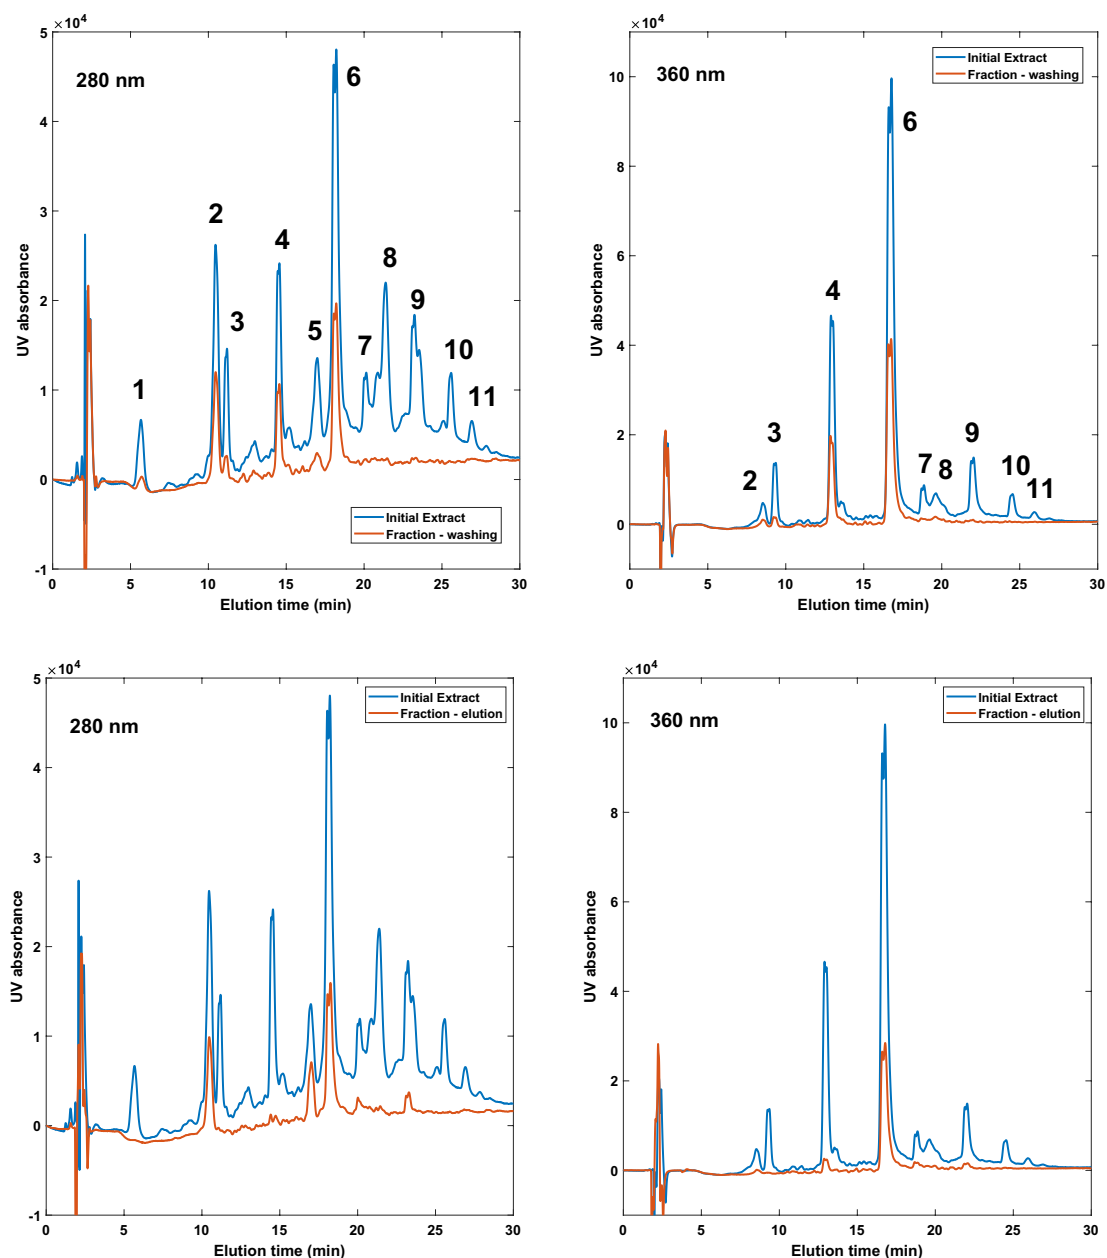 ×10⁴
5
4
3
2
1
0
-1
UV absorbance
280 nm
1
2
3
4
5
6
7
8
9
10
11
Initial Extract
Fraction - washing
0 5 10 15 20 25 30
Elution time (min)
×10⁴
10
8
6
4
2
0
UV absorbance
360 nm
Initial Extract
Fraction - washing
2
3
4
6
7
8
9
10
11
0 5 10 15 20 25 30
Elution time (min)
×10⁴
5
4
3
2
1
0
-1
UV absorbance
280 nm
Initial Extract
Fraction - elution
0 5 10 15 20 25 30
Elution time (min)
×10⁴
10
8
6
4
2
0
UV absorbance
360 nm
Initial Extract
Fraction - elution
0 5 10 15 20 25 30
Elution time (min)